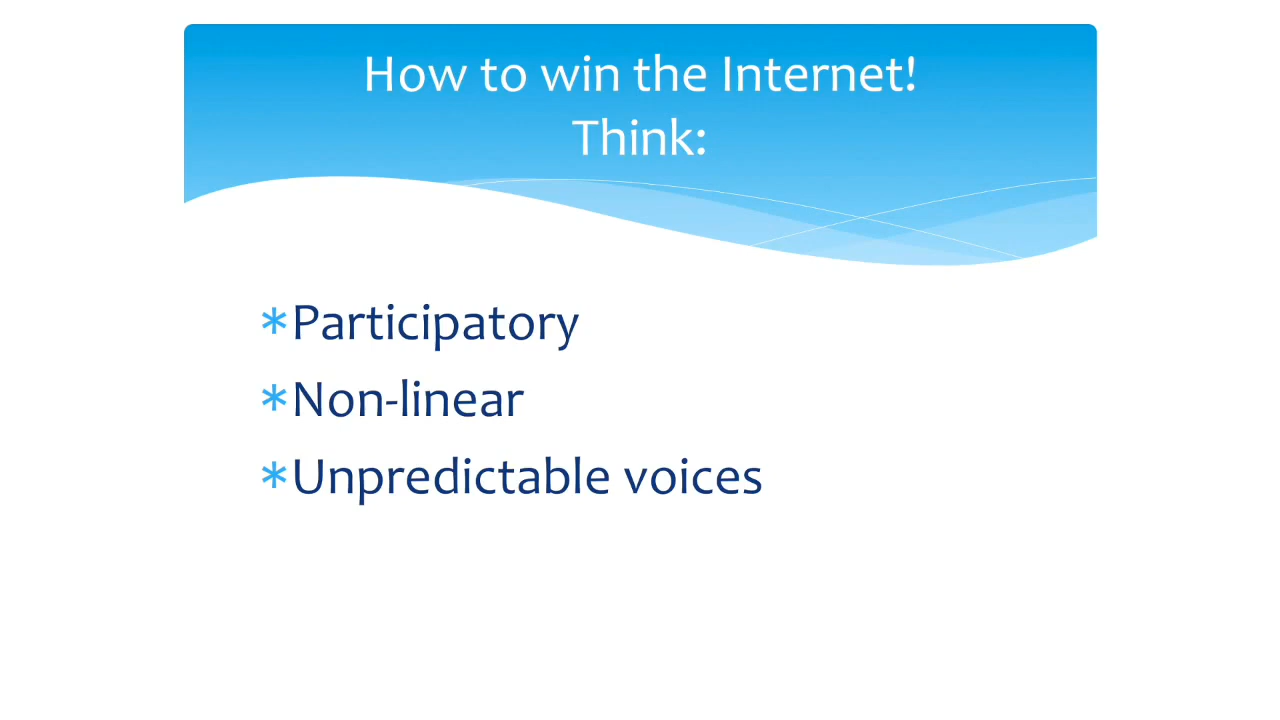 How to win the Internet!
Think:
*Participatory
*Non-linear
*Unpredictable voices